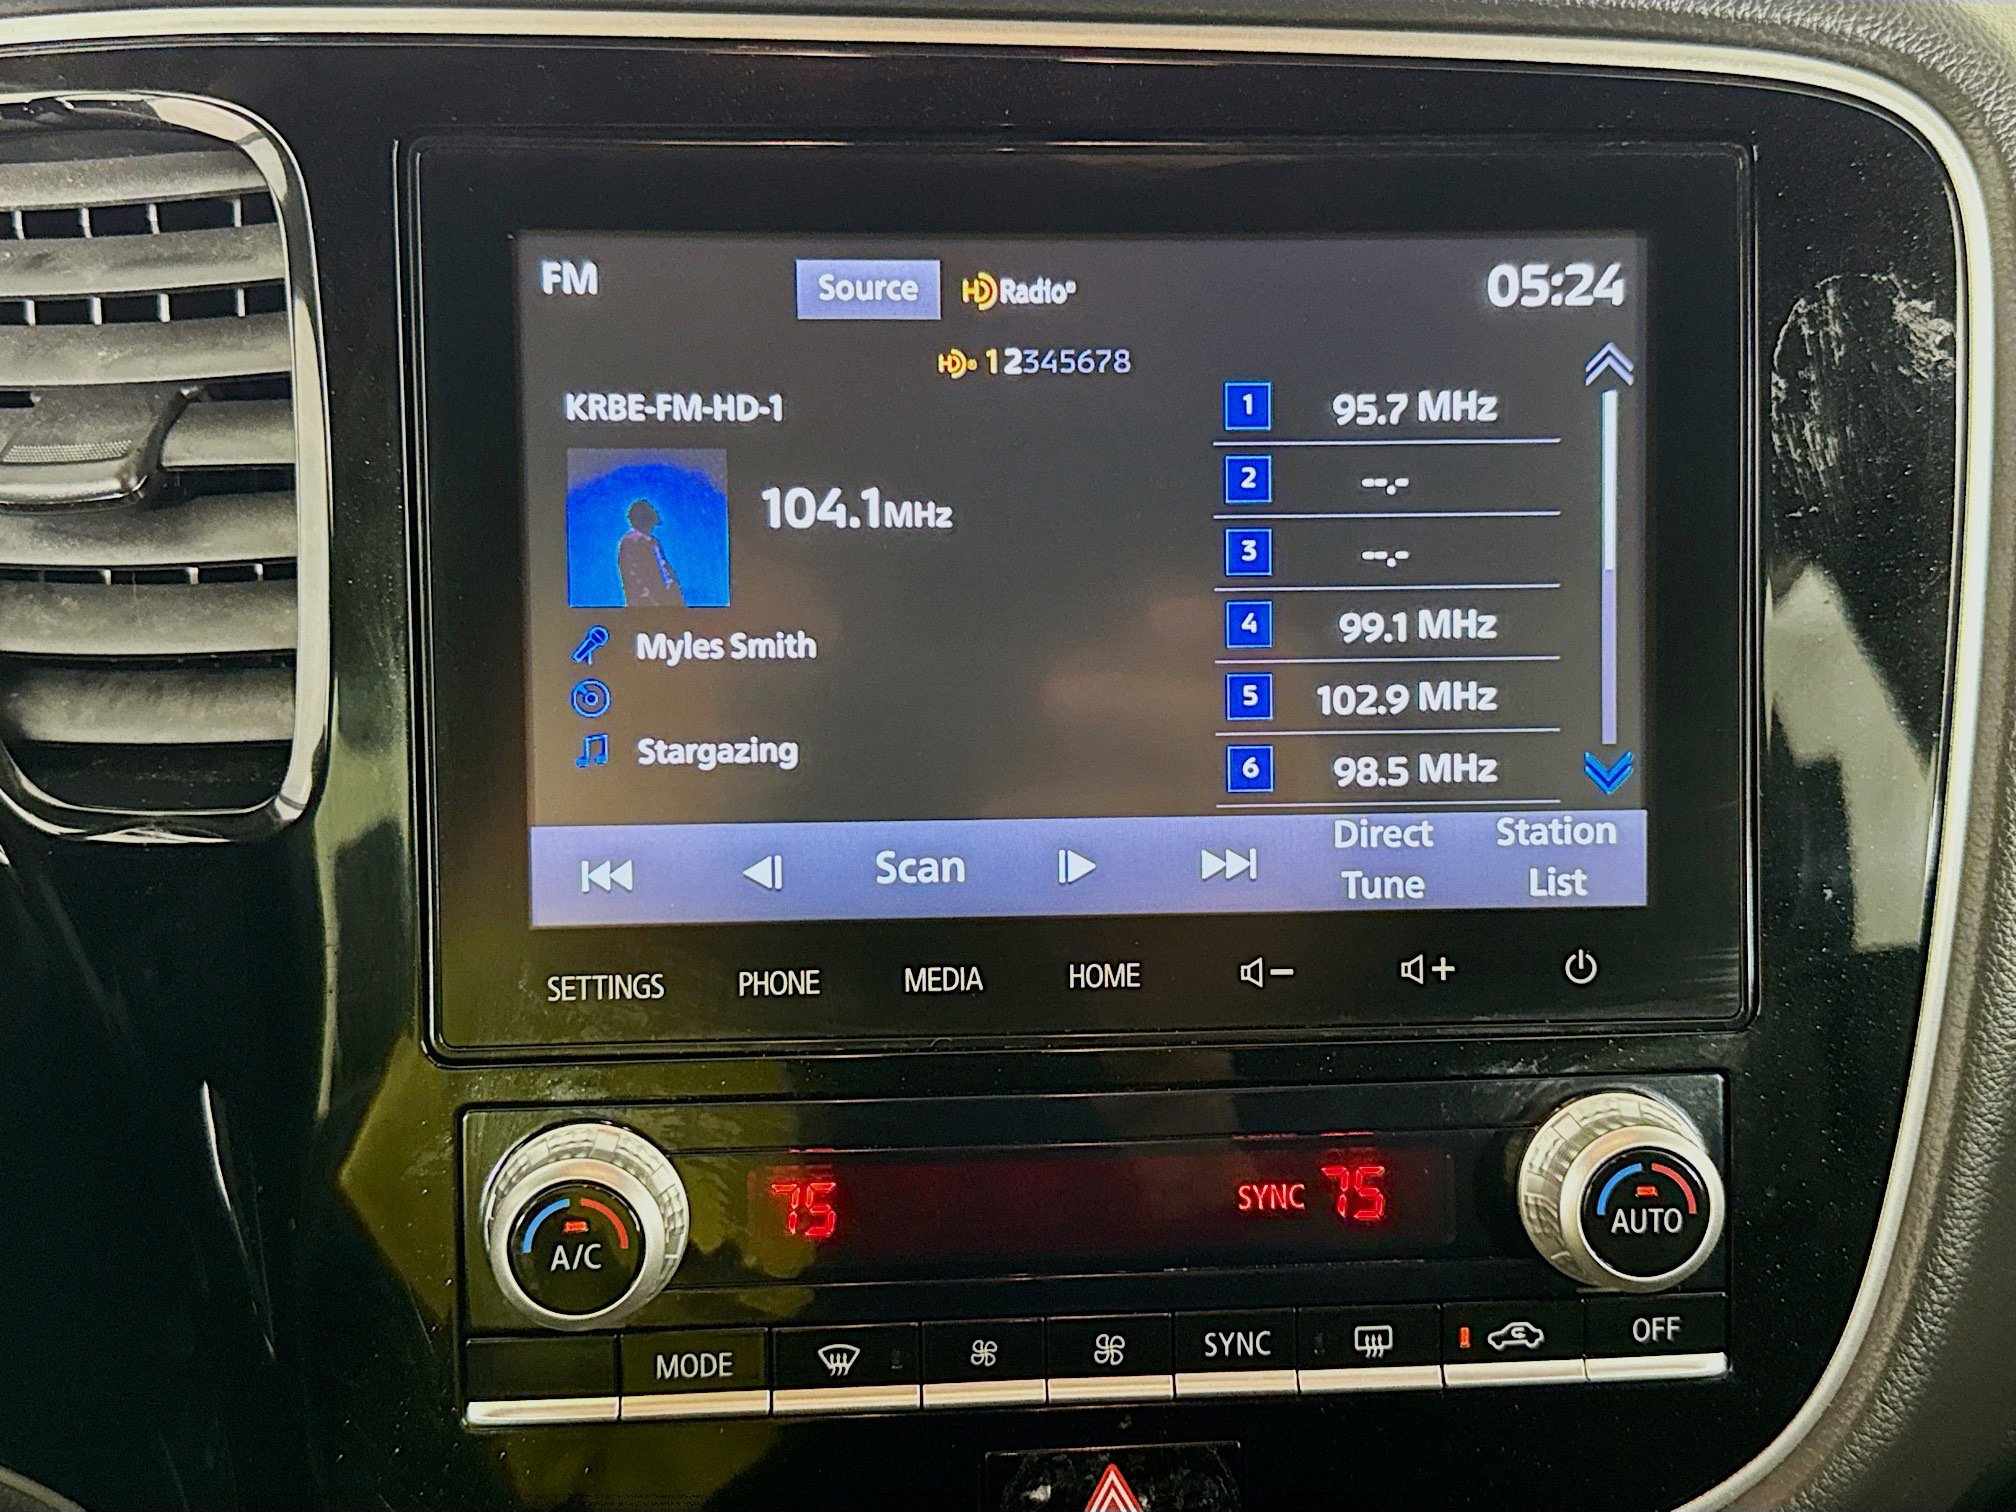 FM
Source
HD Radio®
05:24
HD® 12345678
KRBE-FM-HD-1
104.1MHz
Myles Smith
Stargazing
1 95.7 MHz
2 --.-
3 --.-
4 99.1 MHz
5 102.9 MHz
6 98.5 MHz
Scan
Direct
Tune
Station
List
SETTINGS
PHONE
MEDIA
HOME
A/C
75
SYNC 75
AUTO
MODE
SYNC
OFF